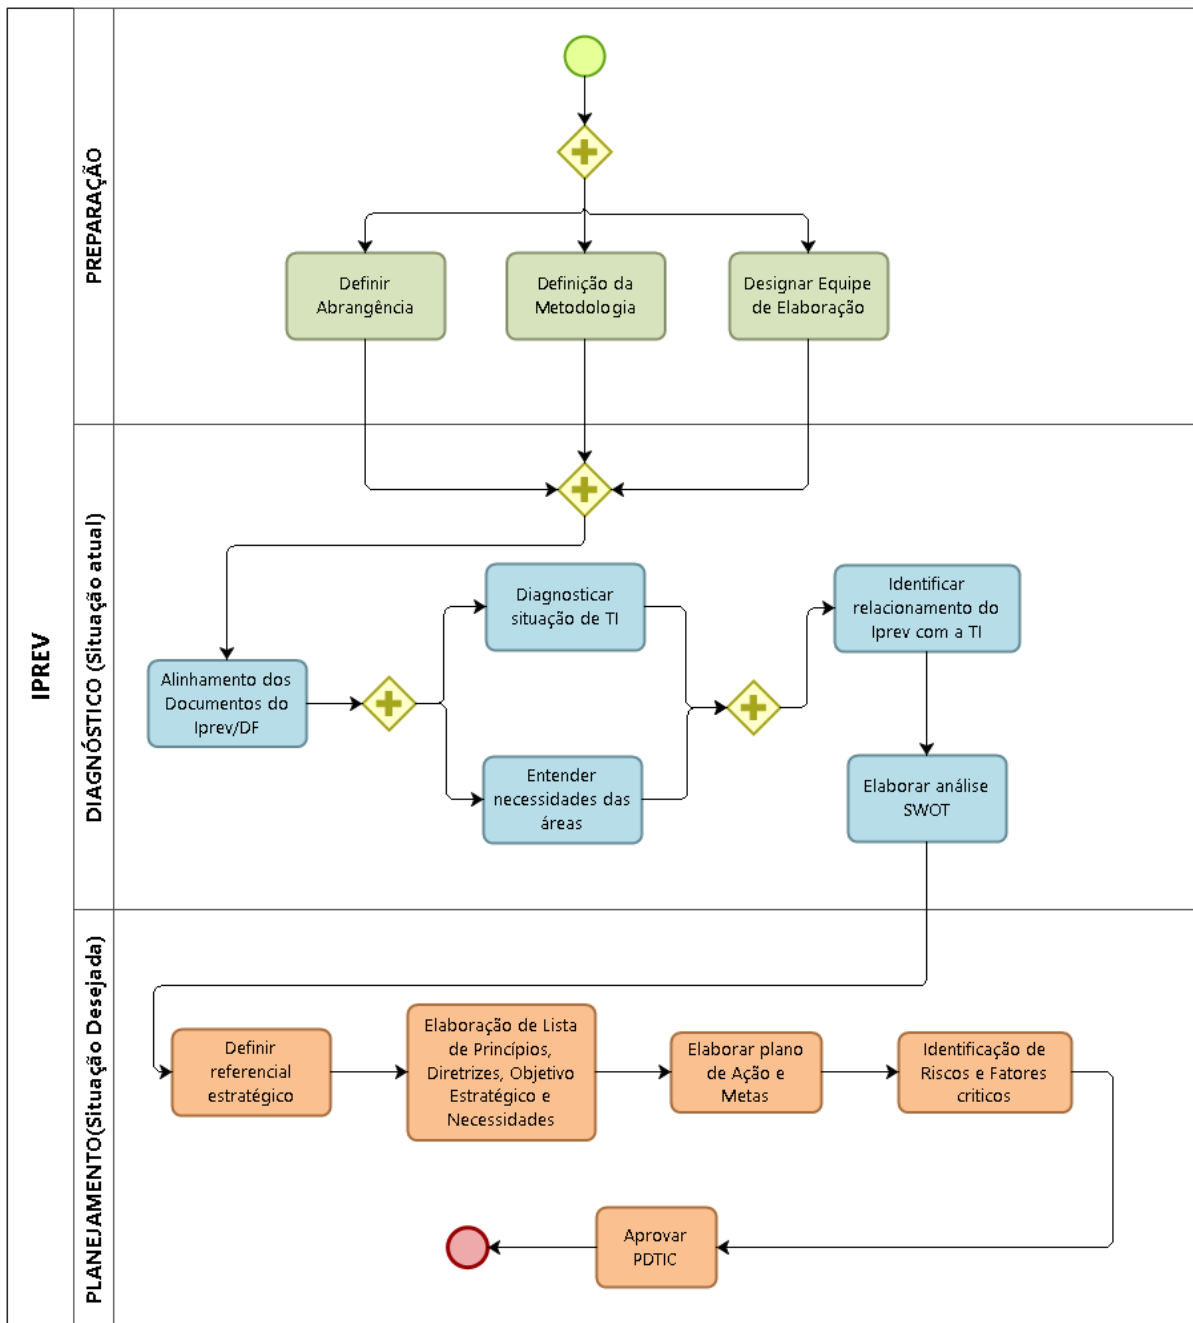 IPREV
PREPARAÇÃO
Definir
Abrangência
Definição da
Metodologia
Designar Equipe
de Elaboração
DIAGNÓSTICO (Situação atual)
Alinhamento dos
Documentos do
Iprev/DF
Diagnosticar
situação de TI
Entender
necessidades das
áreas
Identificar
relacionamento do
Iprev com a TI
Elaborar análise
SWOT
PLANEJAMENTO(Situação Desejada)
Definir
referencial
estratégico
Elaboração de Lista
de Princípios,
Diretrizes, Objetivo
Estratégico e
Necessidades
Elaborar plano
de Ação e
Metas
Identificação de
Riscos e Fatores
criticos
Aprovar
PDTIC